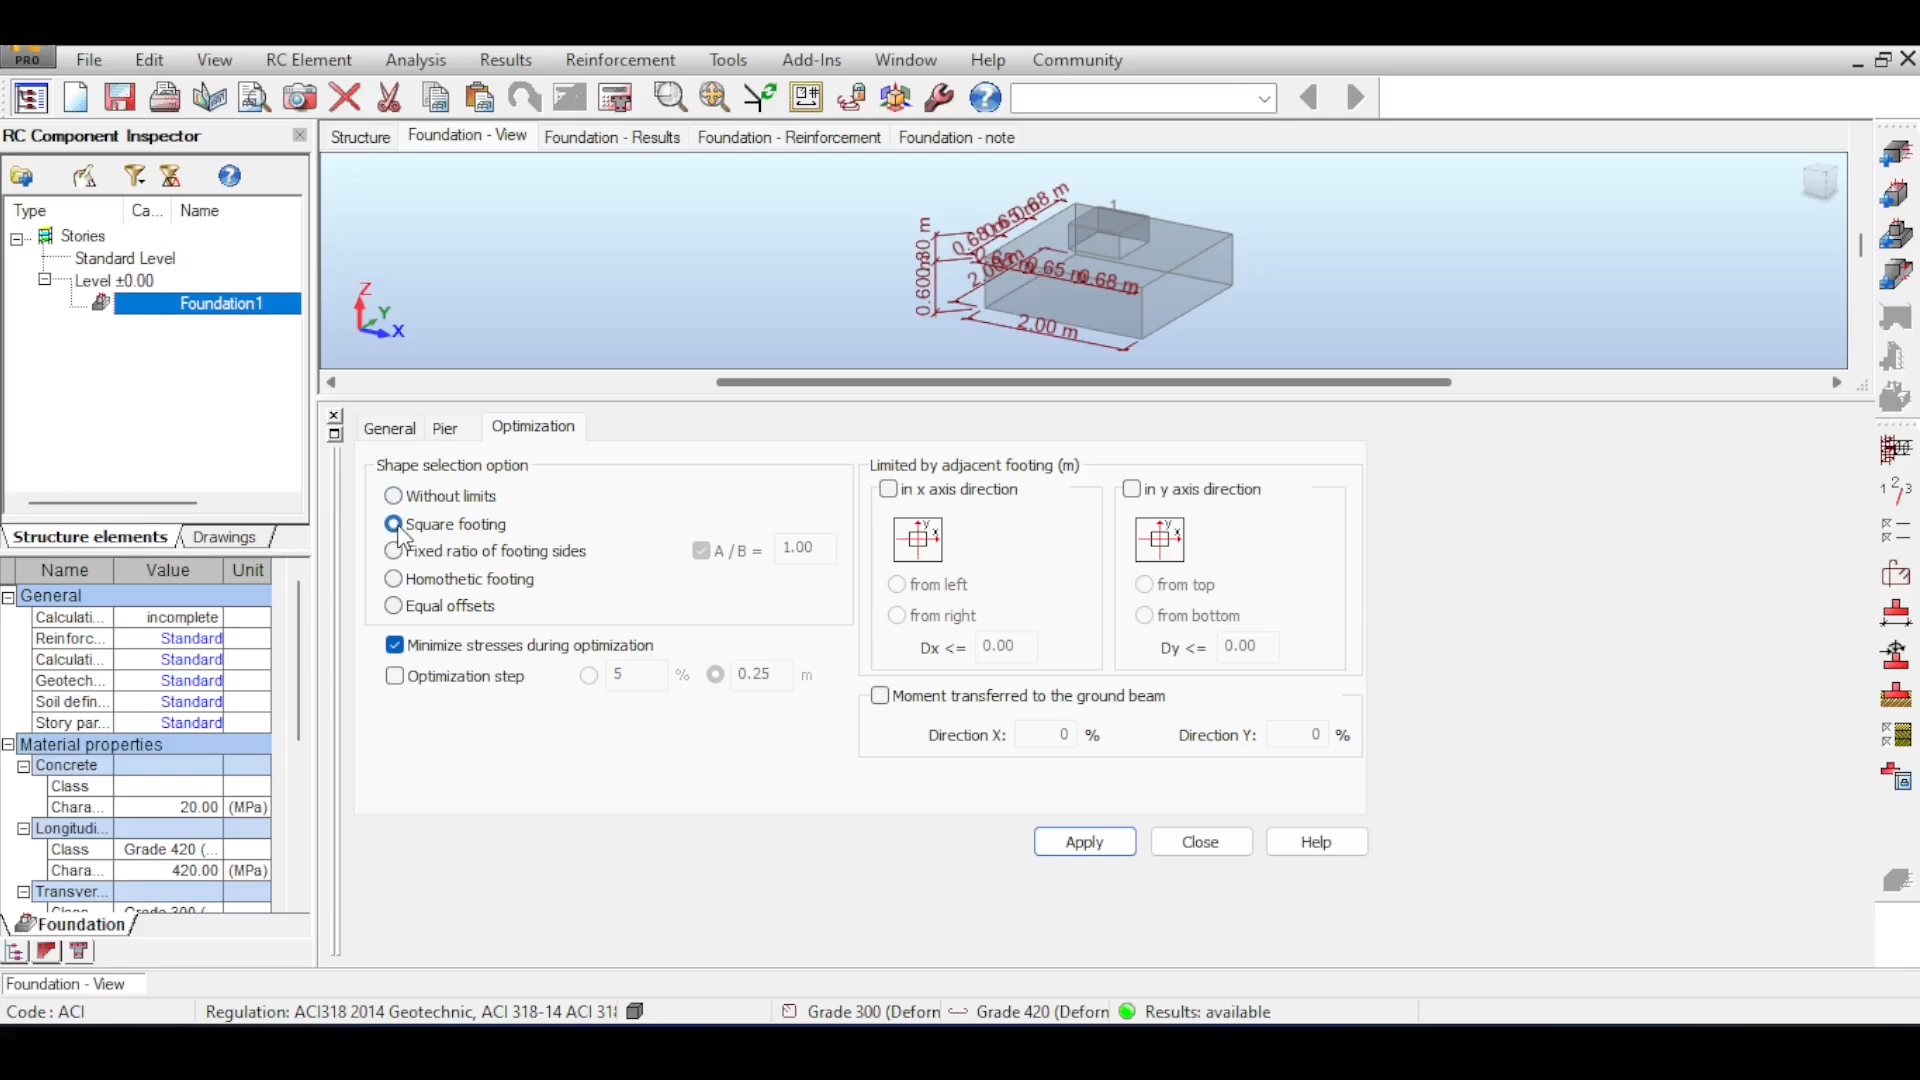 PRO
File Edit View RC Element Analysis Results Reinforcement Tools Add-Ins Window Help Community
RC Component Inspector
Structure Foundation - View Foundation - Results Foundation - Reinforcement Foundation - note
Type Ca... Name
Stories
Standard Level
Level ±0.00
Foundation1
Structure elements Drawings
Name Value Unit
General
Calculati... incomplete
Reinforc... Standard
Calculati... Standard
Geotech... Standard
Soil defin... Standard
Story par... Standard
Material properties
Concrete
Class
Chara... 20.00 (MPa)
Longitudi...
Class Grade 420 (...
Chara... 420.00 (MPa)
Transver...
Class Grade 300 (
Foundation
Z
Y
X
1
0.68 m
0.65 m
0.68 m
2.00 m
General Pier Optimization
Shape selection option
Without limits
Square footing
Fixed ratio of footing sides A / B = 1.00
Homothetic footing
Equal offsets
Minimize stresses during optimization
Optimization step 5 % 0.25 m
Limited by adjacent footing (m)
in x axis direction in y axis direction
y x y x
from left from top
from right from bottom
Dx <= 0.00 Dy <= 0.00
Moment transferred to the ground beam
Direction X: 0 % Direction Y: 0 %
Apply Close Help
Foundation - View
Code : ACI Regulation: ACI318 2014 Geotechnic, ACI 318-14 ACI 318 Grade 300 (Deforn Grade 420 (Deforn Results: available